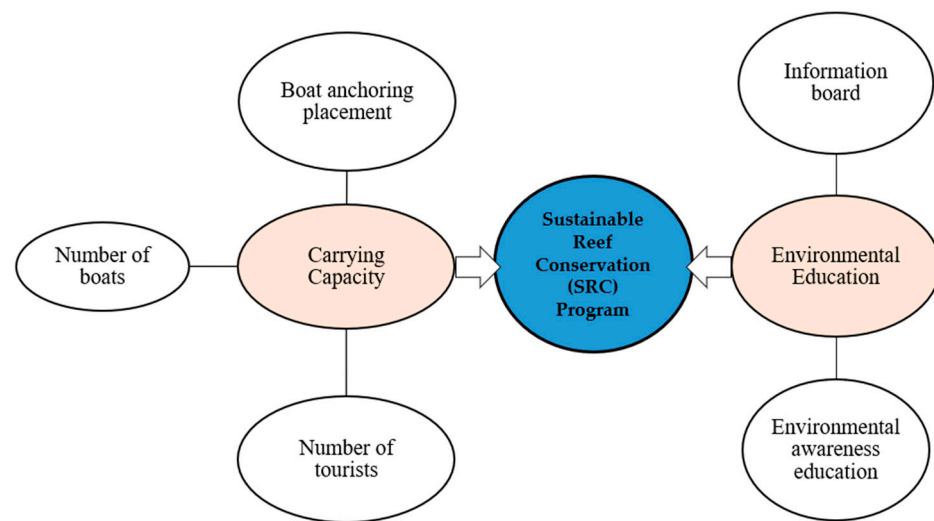 Boat anchoring
placement
Information
board
Number of
boats
Carrying
Capacity
Sustainable
Reef
Conservation
(SRC)
Program
Environmental
Education
Number of
tourists
Environmental
awareness
education